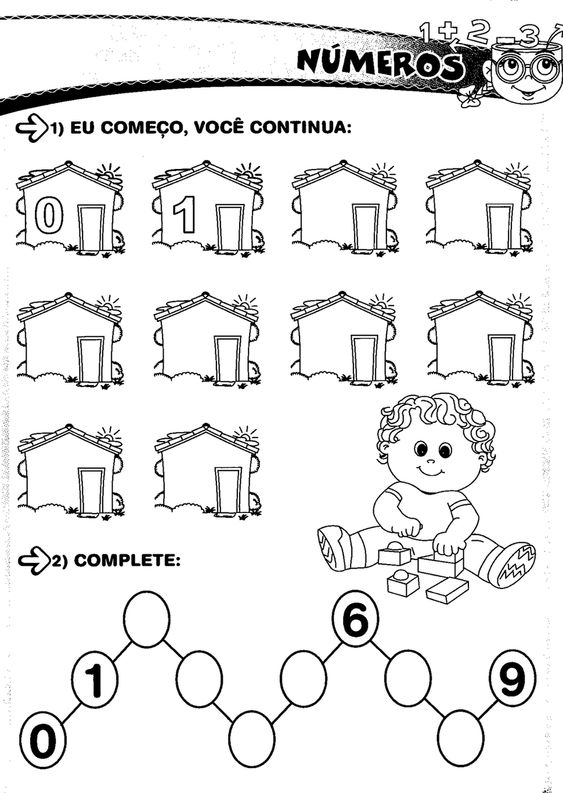 1 + 2 - 3
NÚMEROS
1) EU COMEÇO, VOCÊ CONTINUA:
0 1
2) COMPLETE:
6
1 9
0